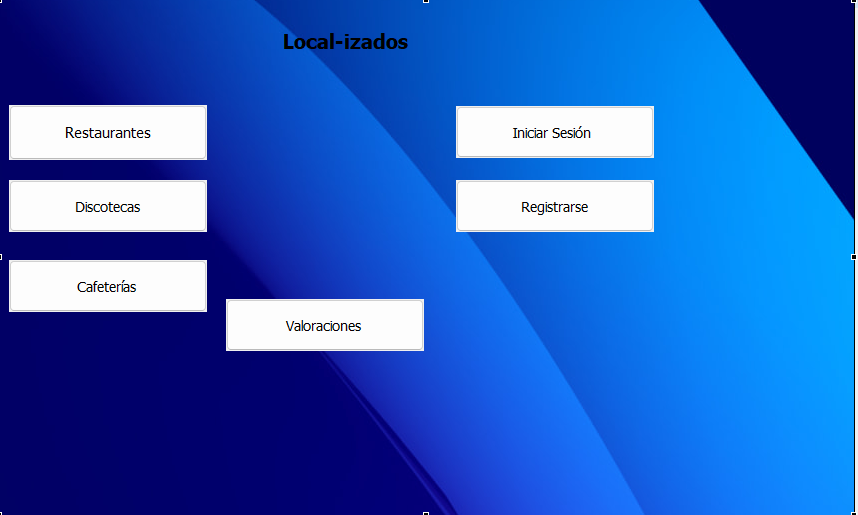 Local-izados
Restaurantes
Iniciar Sesión
Discotecas
Registrarse
Cafeterías
Valoraciones